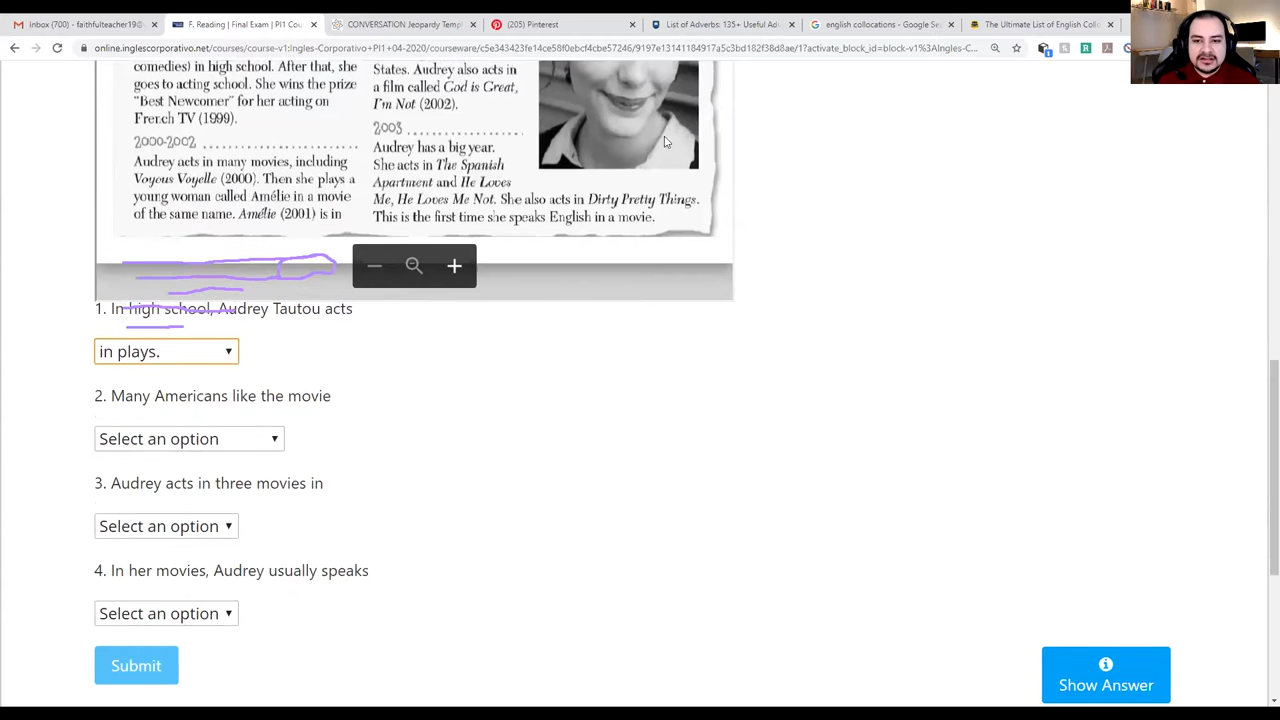 inbox (700) - faithfulteacher19@
F. Reading | Final Exam | PI1 Cou
CONVERSATION Jeopardy Templ
(205) Pinterest
List of Adverbs: 135+ Useful Ad
english collocations - Google Se
The Ultimate List of English Coll
online.inglescorporativo.net/courses/course-v1:Ingles-Corporativo+PI1+04-2020/courseware/c5e343423fe14ce58f0ebcf4cbe57246/9197e13141184917a5c3bd182f38d8ae/1?activate_block_id=block-v1%3AIngles-C...
comedies) in high school. After that, she
goes to acting school. She wins the prize
"Best Newcomer" for her acting on
French TV (1999).
2000-2002
Audrey acts in many movies, including
Voyous Voyelle (2000). Then she plays a
young woman called Amélie in a movie
of the same name. Amélie (2001) is in
States. Audrey also acts in
a film called God is Great,
I'm Not (2002).
2003
Audrey has a big year.
She acts in The Spanish
Apartment and He Loves
Me, He Loves Me Not. She also acts in Dirty Pretty Things.
This is the first time she speaks English in a movie.
1. In high school, Audrey Tautou acts
in plays.
2. Many Americans like the movie
Select an option
3. Audrey acts in three movies in
Select an option
4. In her movies, Audrey usually speaks
Select an option
Submit
Show Answer